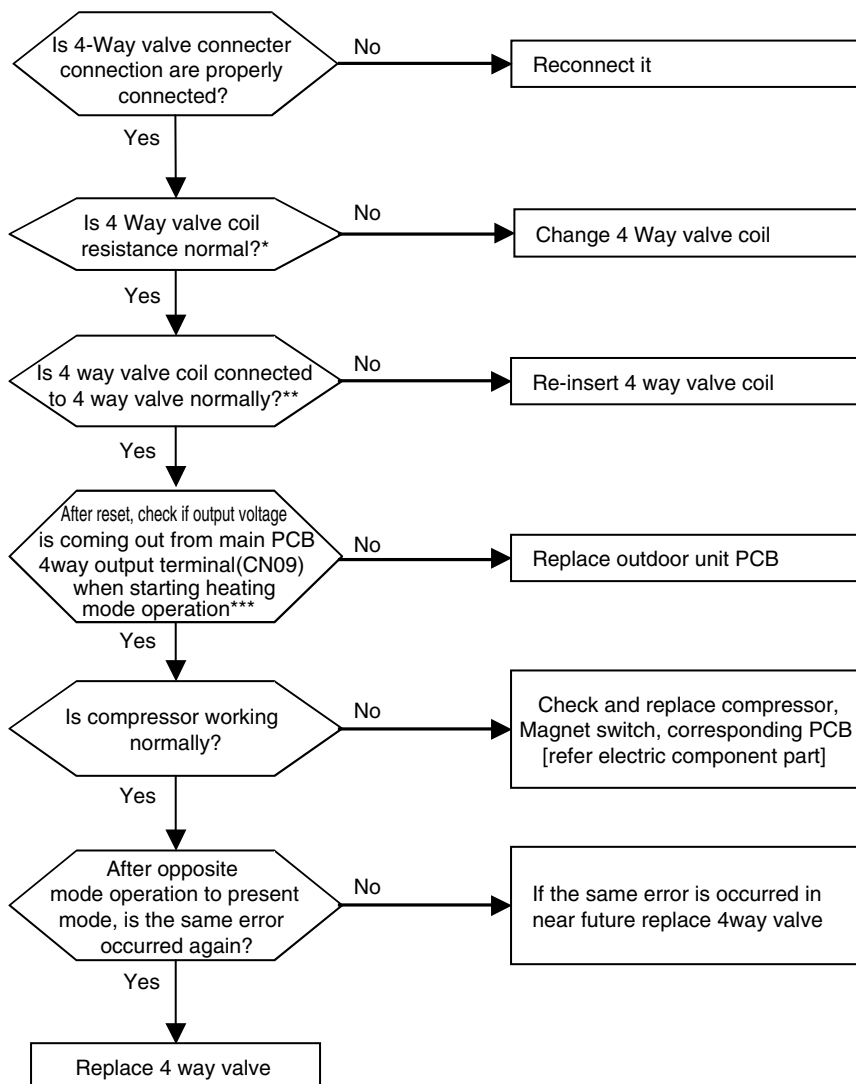 Is 4-Way valve connecter
connection are properly
connected?
No
Reconnect it
Yes
Is 4 Way valve coil
resistance normal?*
No
Change 4 Way valve coil
Yes
Is 4 way valve coil connected
to 4 way valve normally?**
No
Re-insert 4 way valve coil
Yes
After reset, check if output voltage
is coming out from main PCB
4way output terminal(CN09)
when starting heating
mode operation***
No
Replace outdoor unit PCB
Yes
Is compressor working
normally?
No
Check and replace compressor,
Magnet switch, corresponding PCB
[refer electric component part]
Yes
After opposite
mode operation to present
mode, is the same error
occurred again?
No
If the same error is occurred in
near future replace 4way valve
Yes
Replace 4 way valve